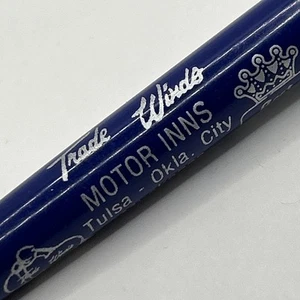 Trade Winds
MOTOR INNS
Tulsa - Okla. City